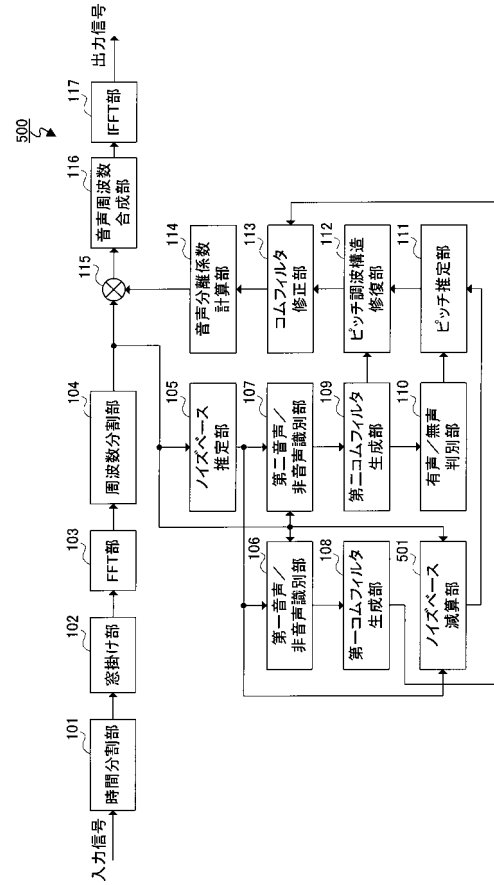 500
入力信号
101
時間分割部
102
窓掛け部
103
FFT部
104
周波数分割部
115
116
音声周波数
合成部
117
IFFT部
出力信号
105
ノイズベース
推定部
114
音声分離係数
計算部
106
第一音声/
非音声識別部
107
第二音声/
非音声識別部
113
コムフィルタ
修正部
108
第一コムフィルタ
生成部
109
第二コムフィルタ
生成部
112
ピッチ調波構造
修復部
501
ノイズベース
減算部
110
有声/無声
判別部
111
ピッチ推定部